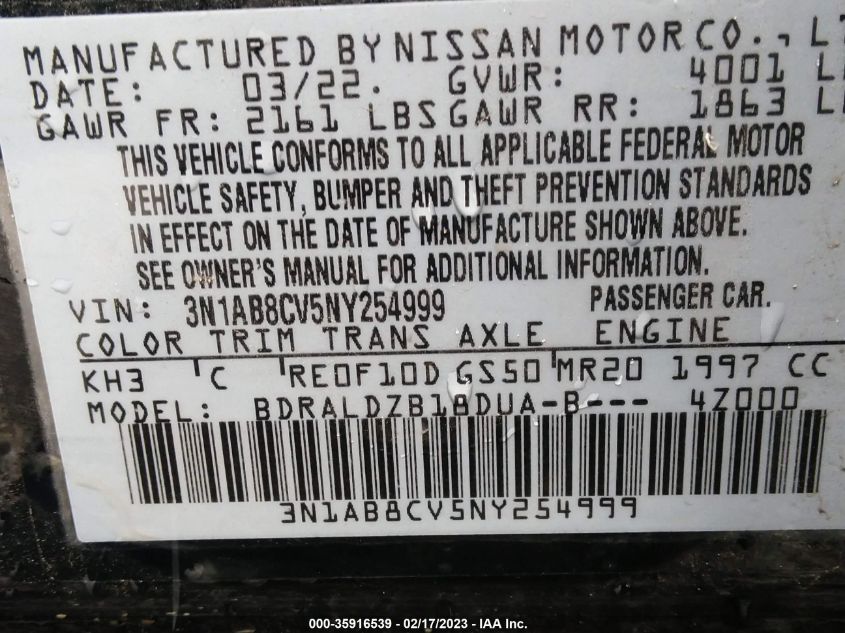 MANUFACTURED BY NISSAN MOTOR CO., LT
DATE: 03/22. GVWR: 4001 L
GAWR FR: 2161 LBS GAWR RR: 1863 L
THIS VEHICLE CONFORMS TO ALL APPLICABLE FEDERAL MOTOR
VEHICLE SAFETY, BUMPER AND THEFT PREVENTION STANDARDS
IN EFFECT ON THE DATE OF MANUFACTURE SHOWN ABOVE.
SEE OWNER'S MANUAL FOR ADDITIONAL INFORMATION.
VIN: 3N1AB8CV5NY254999 PASSENGER CAR.
COLOR TRIM TRANS AXLE ENGINE
KH3 C RE0F10D GS50 MR20 1997 CC
MODEL: BDRALDZB18DUA-B--- 4Z000
3N1AB8CV5NY254999
000-35916539 - 02/17/2023 - IAA Inc.